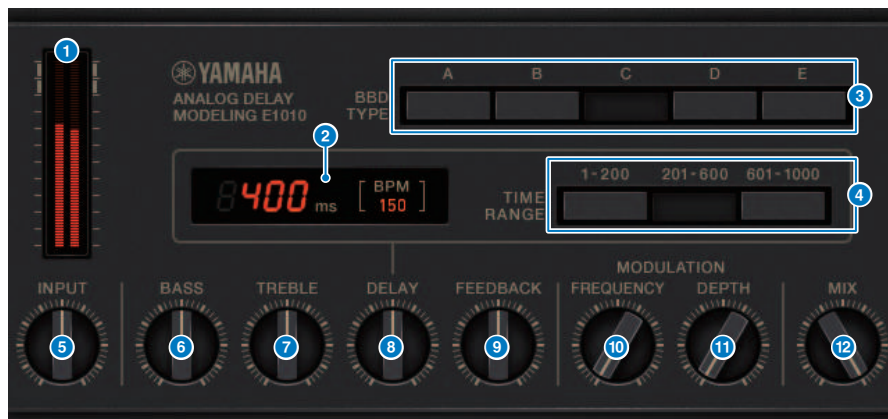 1
YAMAHA
ANALOG DELAY
MODELING E1010
BBD
TYPE
A B C D E
3
2
400 ms
[ BPM
150 ]
TIME
RANGE
1-200 201-600 601-1000
4
MODULATION
INPUT BASS TREBLE DELAY FEEDBACK FREQUENCY DEPTH MIX
5 6 7 8 9 10 11 12